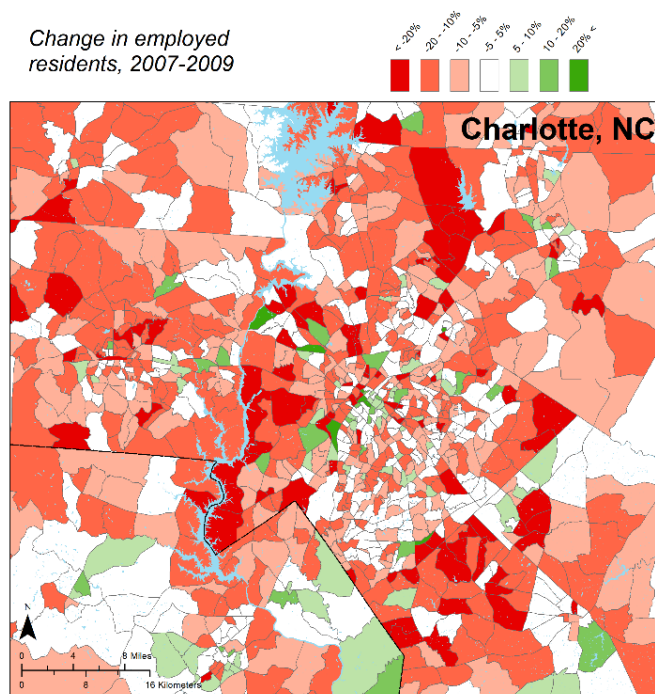 Change in employed
residents, 2007-2009
< -20%
-20 - -10%
-10 - -5%
-5 - 5%
5 - 10%
10 - 20%
20% <
Charlotte, NC
N
0 4 8 Miles
0 8 16 Kilometers